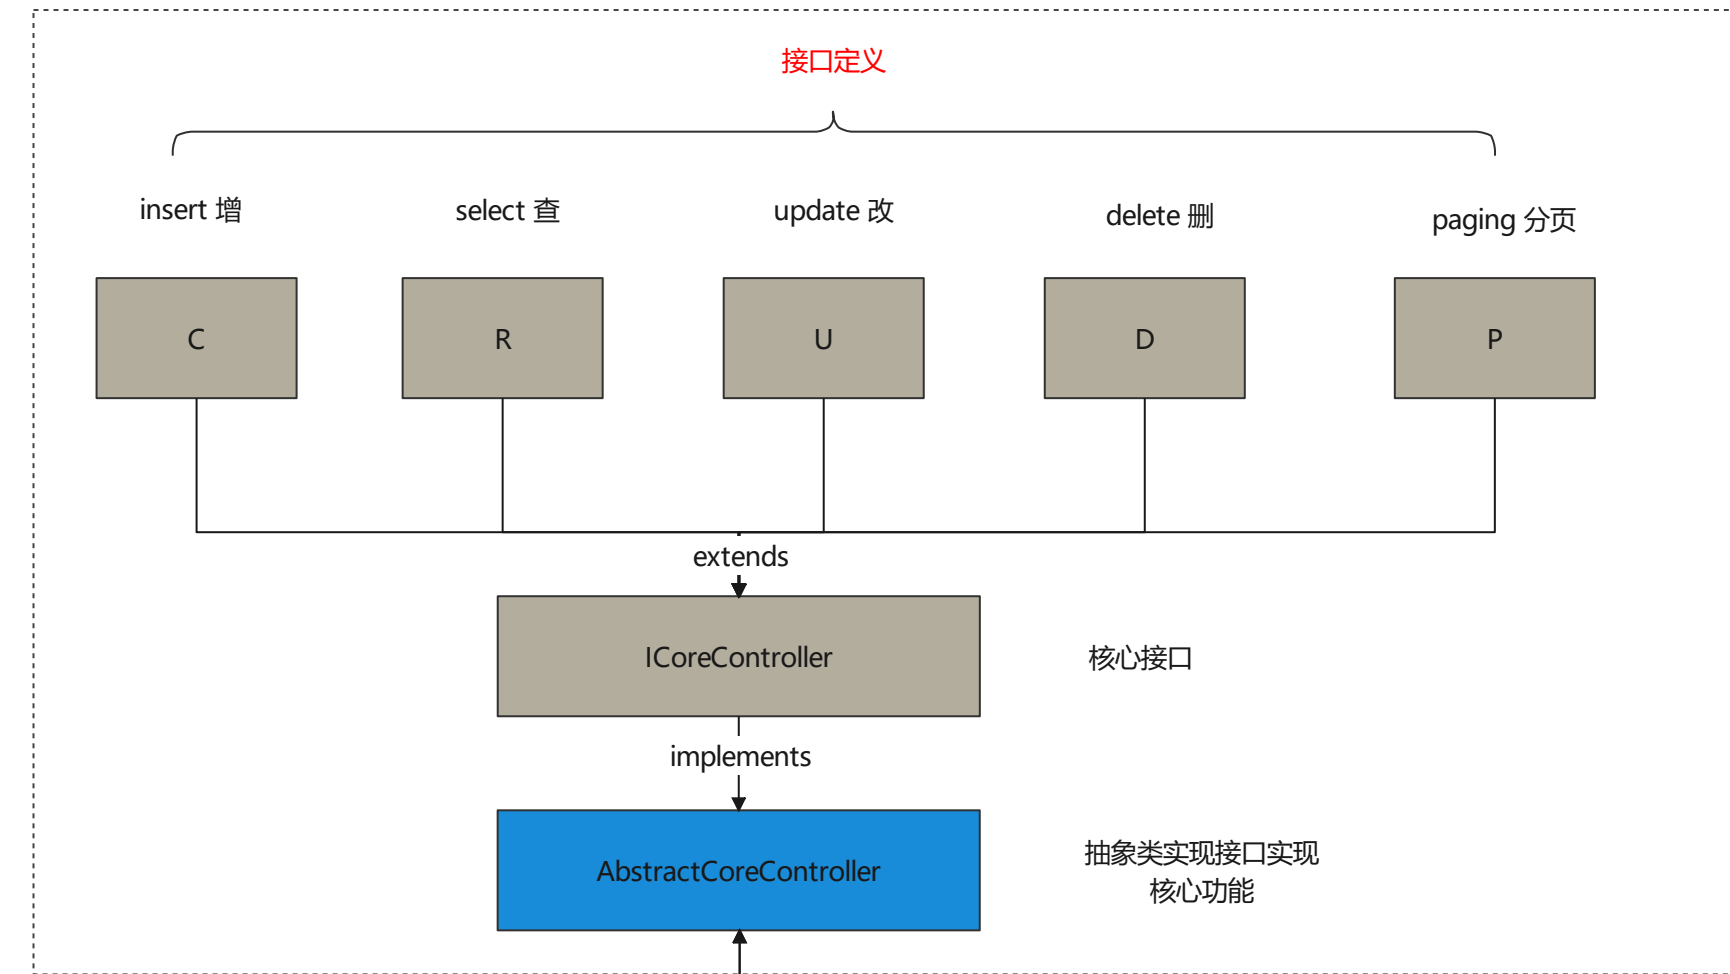 接口定义
insert 增
select 查
update 改
delete 删
paging 分页
C
R
U
D
P
extends
ICoreController
核心接口
implements
AbstractCoreController
抽象类实现接口实现
核心功能